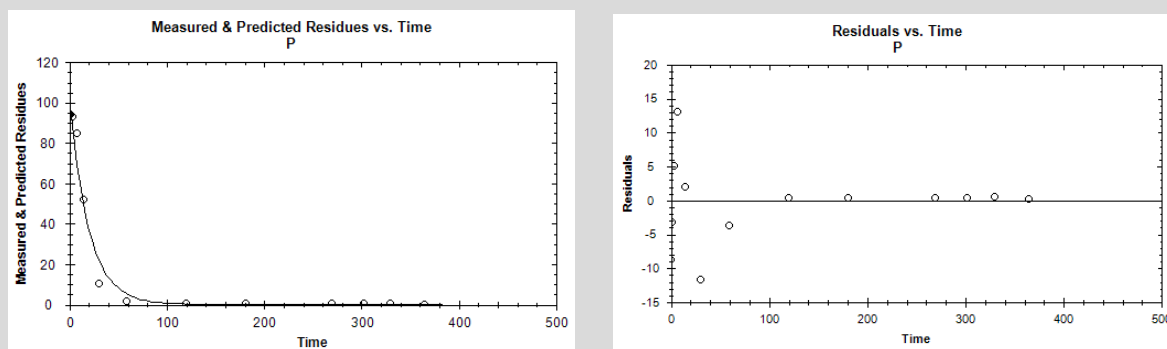 Measured & Predicted Residues vs. Time
P
Measured & Predicted Residues
120
100
80
60
40
20
0
0 100 200 300 400 500
Time
Residuals vs. Time
P
Residuals
20
15
10
5
0
-5
-10
-15
0 100 200 300 400 500
Time